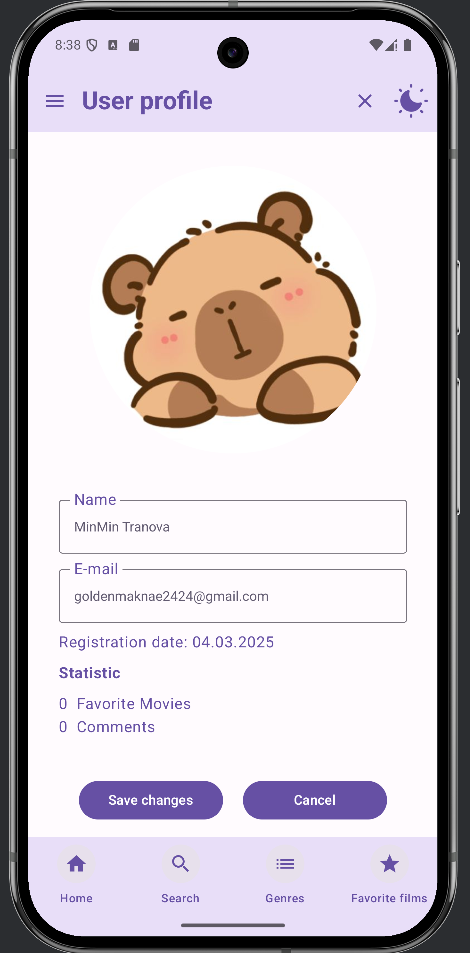 8:38
User profile
Name
MinMin Tranova
E-mail
goldenmaknae2424@gmail.com
Registration date: 04.03.2025
Statistic
0 Favorite Movies
0 Comments
Save changes Cancel
Home Search Genres Favorite films